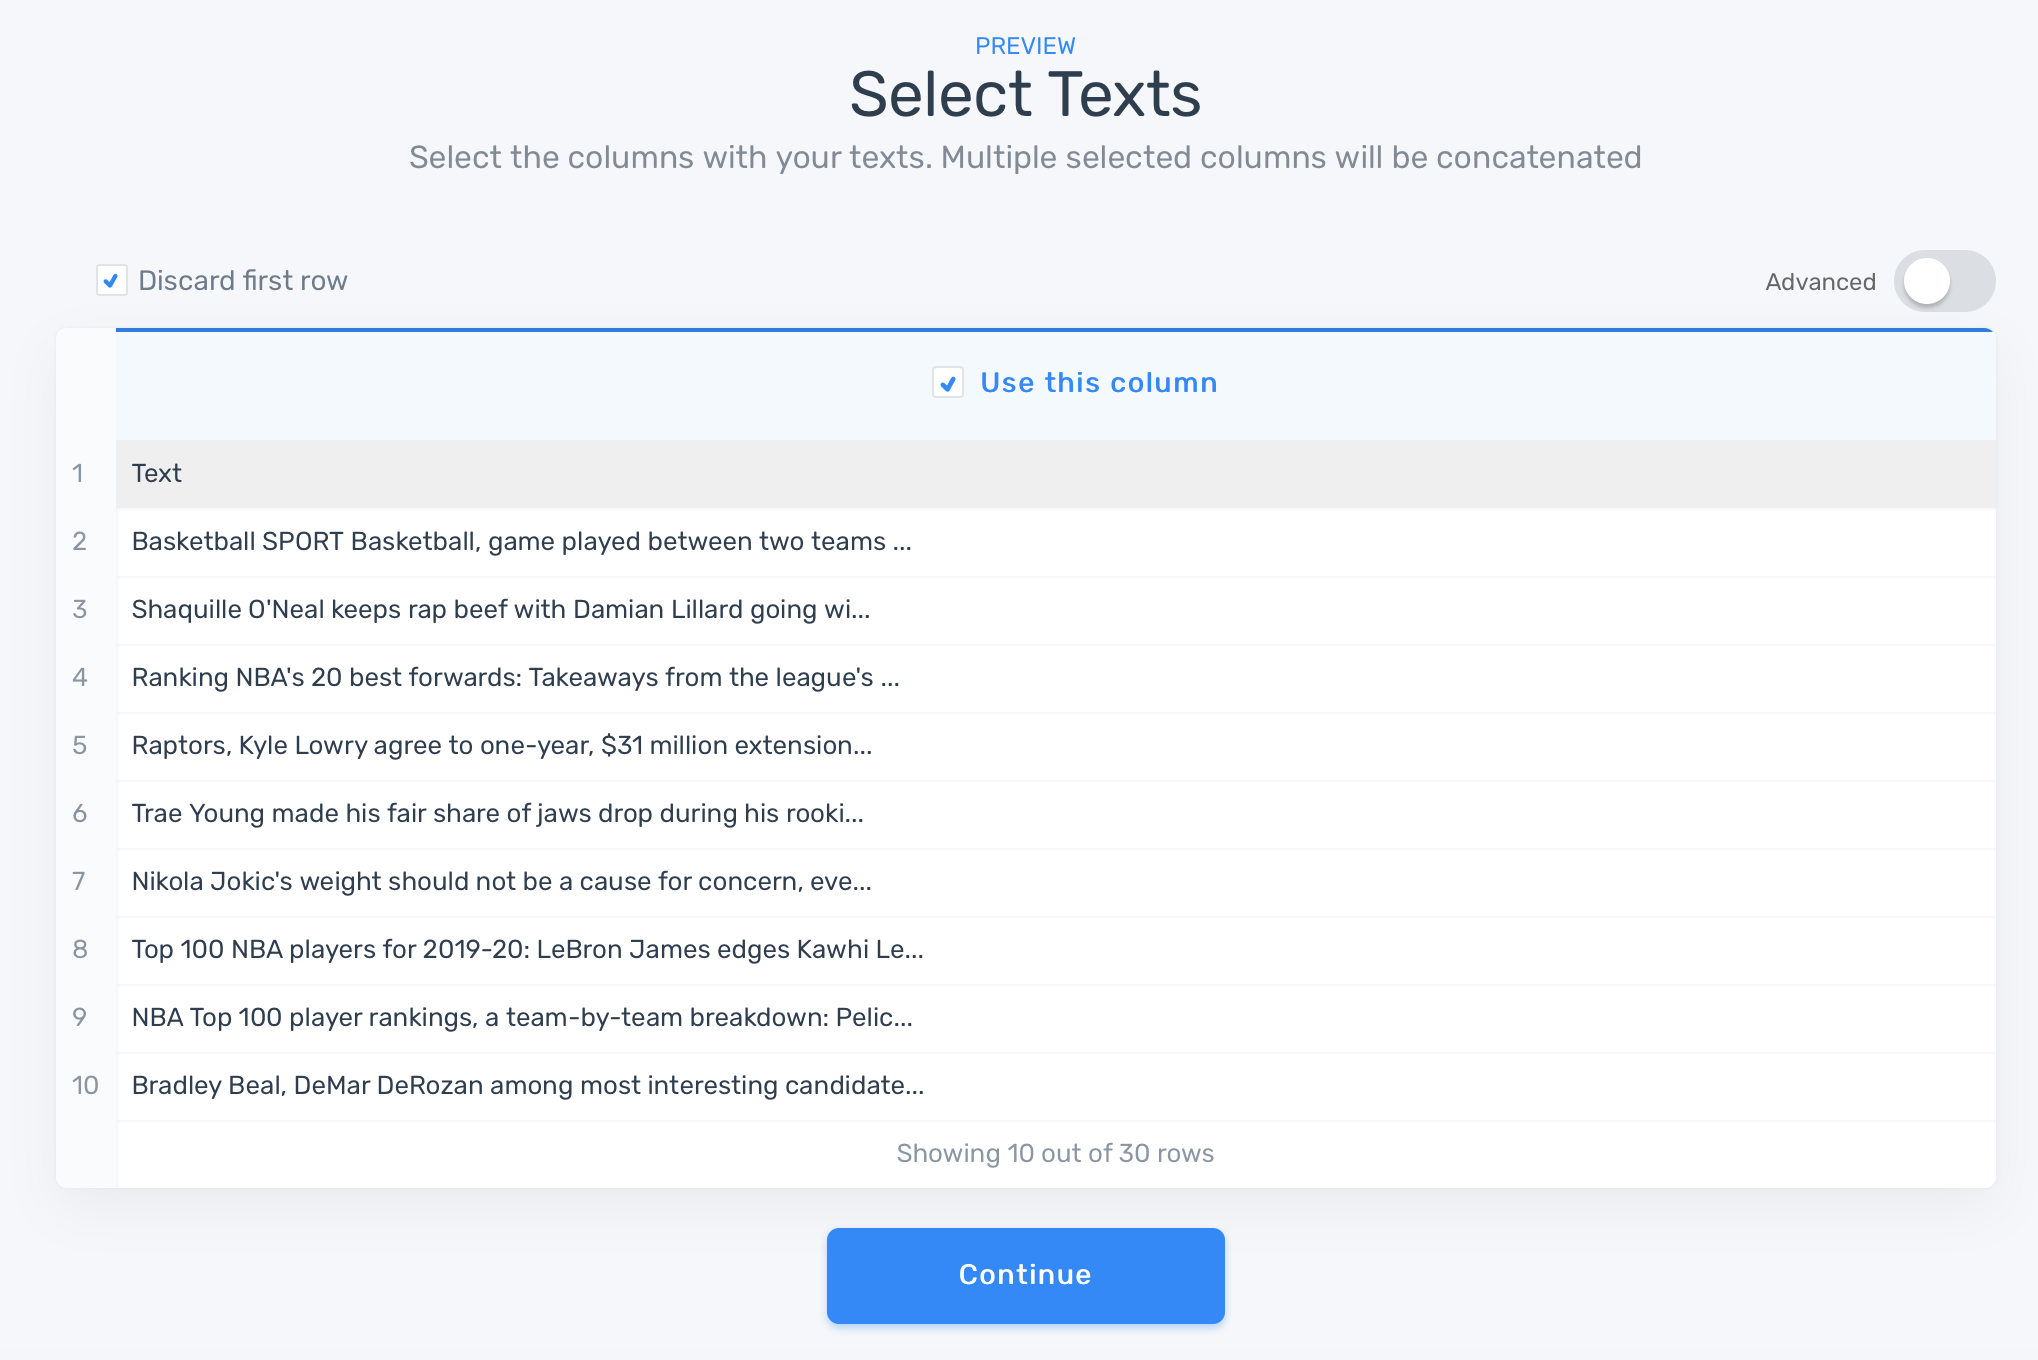 PREVIEW
Select Texts
Select the columns with your texts. Multiple selected columns will be concatenated
Discard first row
Advanced
Use this column
1 Text
2 Basketball SPORT Basketball, game played between two teams ...
3 Shaquille O'Neal keeps rap beef with Damian Lillard going wi...
4 Ranking NBA's 20 best forwards: Takeaways from the league's ...
5 Raptors, Kyle Lowry agree to one-year, $31 million extension...
6 Trae Young made his fair share of jaws drop during his rooki...
7 Nikola Jokic's weight should not be a cause for concern, eve...
8 Top 100 NBA players for 2019-20: LeBron James edges Kawhi Le...
9 NBA Top 100 player rankings, a team-by-team breakdown: Pelic...
10 Bradley Beal, DeMar DeRozan among most interesting candidate...
Showing 10 out of 30 rows
Continue